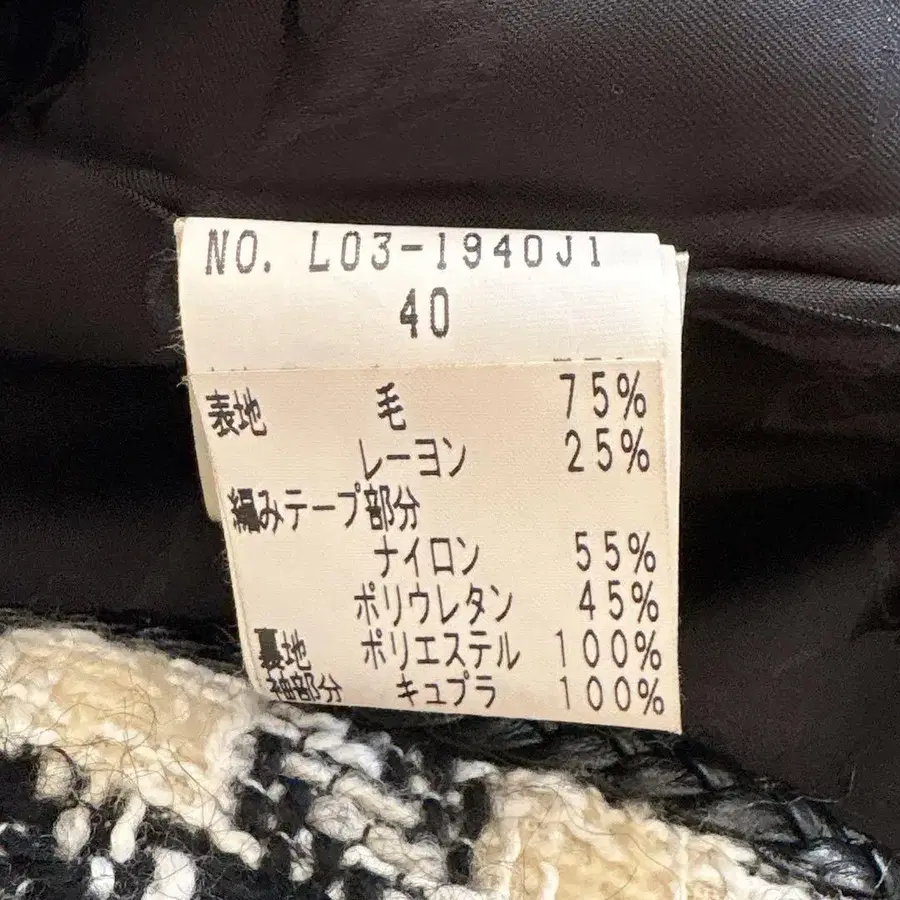 NO. L03-1940J1
40
表地 毛 75%
レーヨン 25%
編みテープ部分
ナイロン 55%
ポリウレタン 45%
裏地 ポリエステル 100%
袖部分 キュプラ 100%